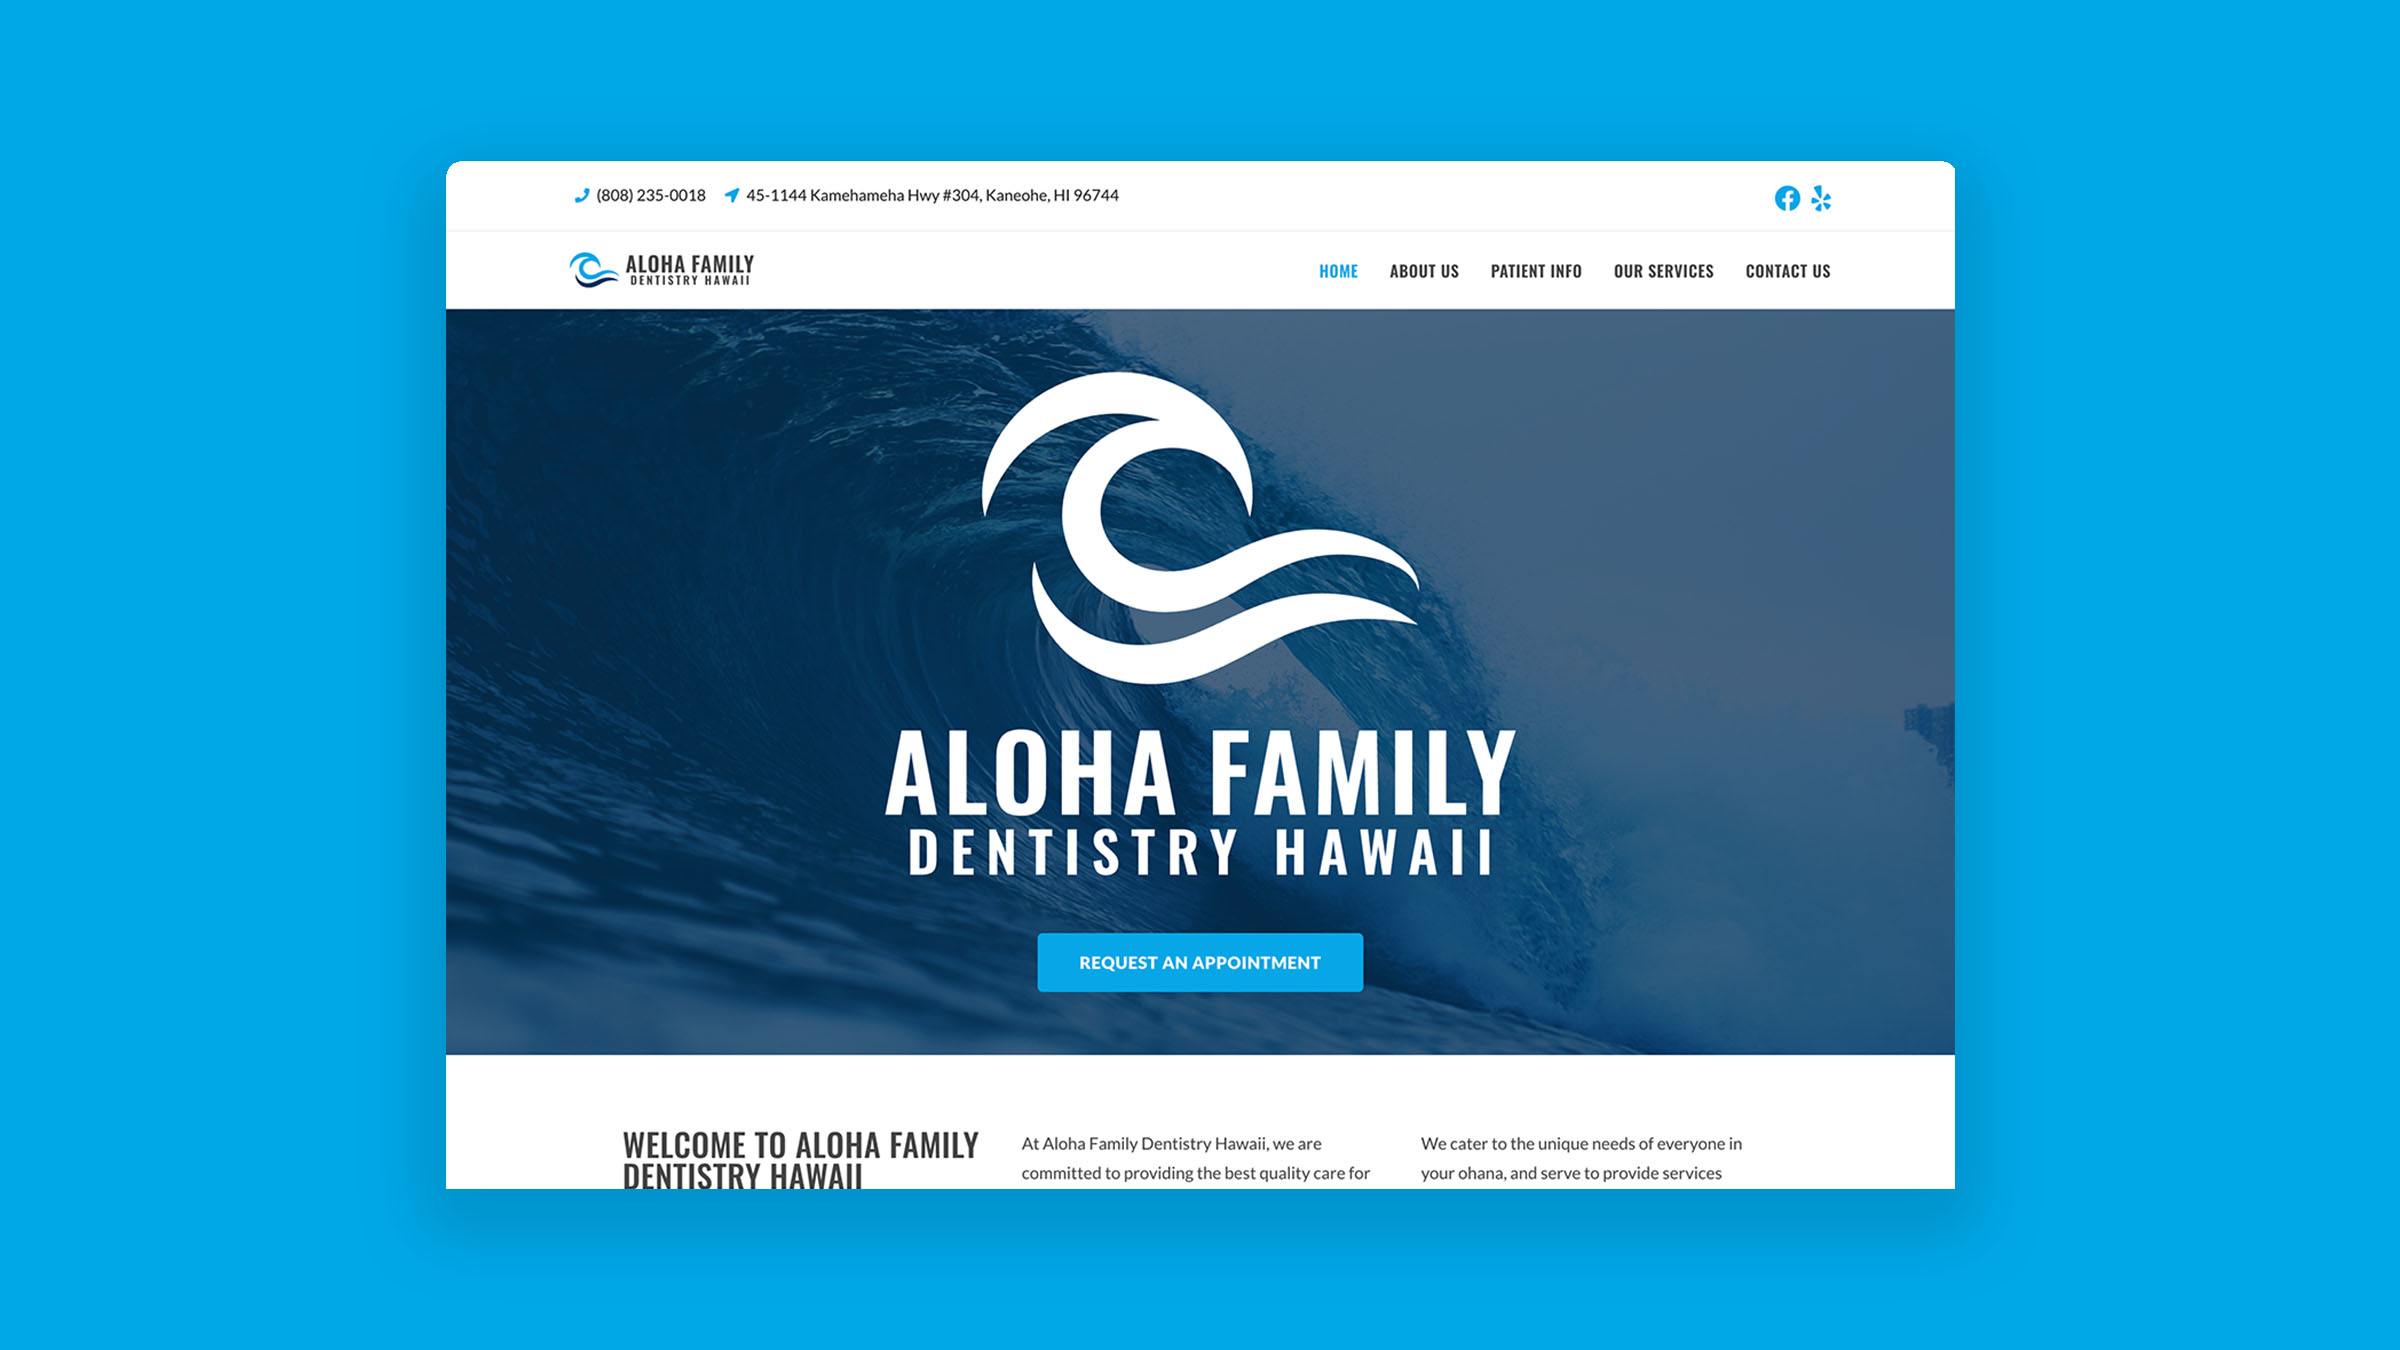 (808) 235-0018 45-1144 Kamehameha Hwy #304, Kaneohe, HI 96744
ALOHA FAMILY
DENTISTRY HAWAII
HOME ABOUT US PATIENT INFO OUR SERVICES CONTACT US
ALOHA FAMILY
DENTISTRY HAWAII
REQUEST AN APPOINTMENT
WELCOME TO ALOHA FAMILY
DENTISTRY HAWAII
At Aloha Family Dentistry Hawaii, we are
committed to providing the best quality care for
We cater to the unique needs of everyone in
your ohana, and serve to provide services